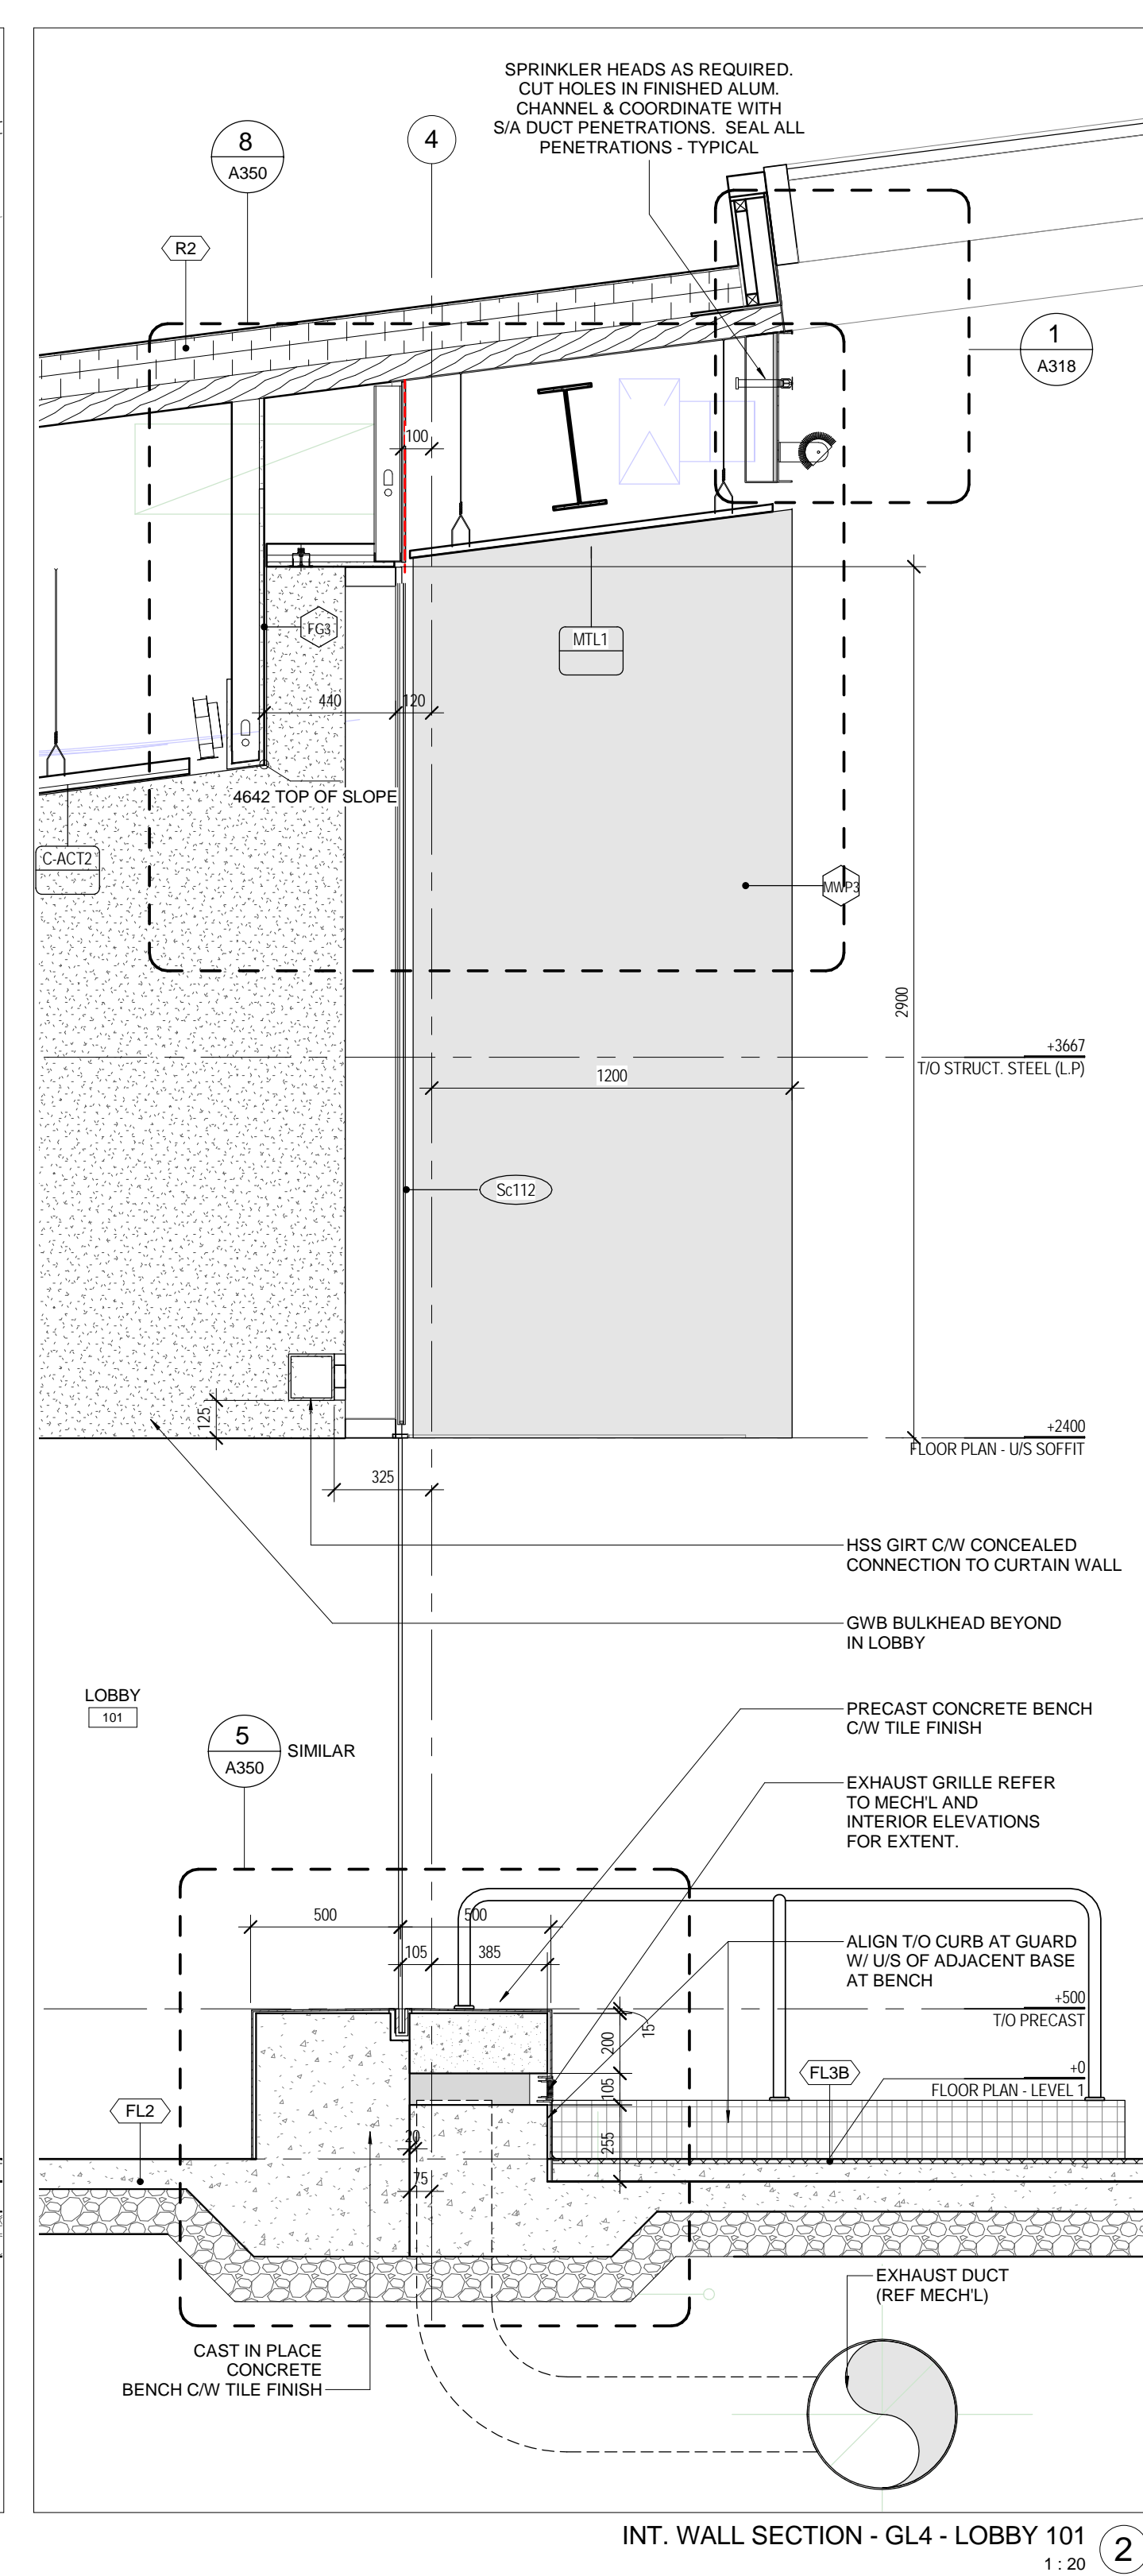 SPRINKLER HEADS AS REQUIRED.
CUT HOLES IN FINISHED ALUM.
CHANNEL & COORDINATE WITH
S/A DUCT PENETRATIONS. SEAL ALL
PENETRATIONS - TYPICAL
8
A350
4
R2
1
A318
100
FG3
MTL1
440
120
4642 TOP OF SLOPE
C-ACT2
MWP3
2900
+3667
T/O STRUCT. STEEL (L.P)
1200
Sc112
125
+2400
FLOOR PLAN - U/S SOFFIT
325
HSS GIRT C/W CONCEALED
CONNECTION TO CURTAIN WALL
GWB BULKHEAD BEYOND
IN LOBBY
LOBBY
101
PRECAST CONCRETE BENCH
C/W TILE FINISH
5
A350
SIMILAR
EXHAUST GRILLE REFER
TO MECH'L AND
INTERIOR ELEVATIONS
FOR EXTENT.
500
500
105
385
ALIGN T/O CURB AT GUARD
W/ U/S OF ADJACENT BASE
AT BENCH
+500
T/O PRECAST
15
200
FL3B
+0
FLOOR PLAN - LEVEL 1
105
FL2
20
255
75
EXHAUST DUCT
(REF MECH'L)
CAST IN PLACE
CONCRETE
BENCH C/W TILE FINISH
INT. WALL SECTION - GL4 - LOBBY 101
1 : 20
2